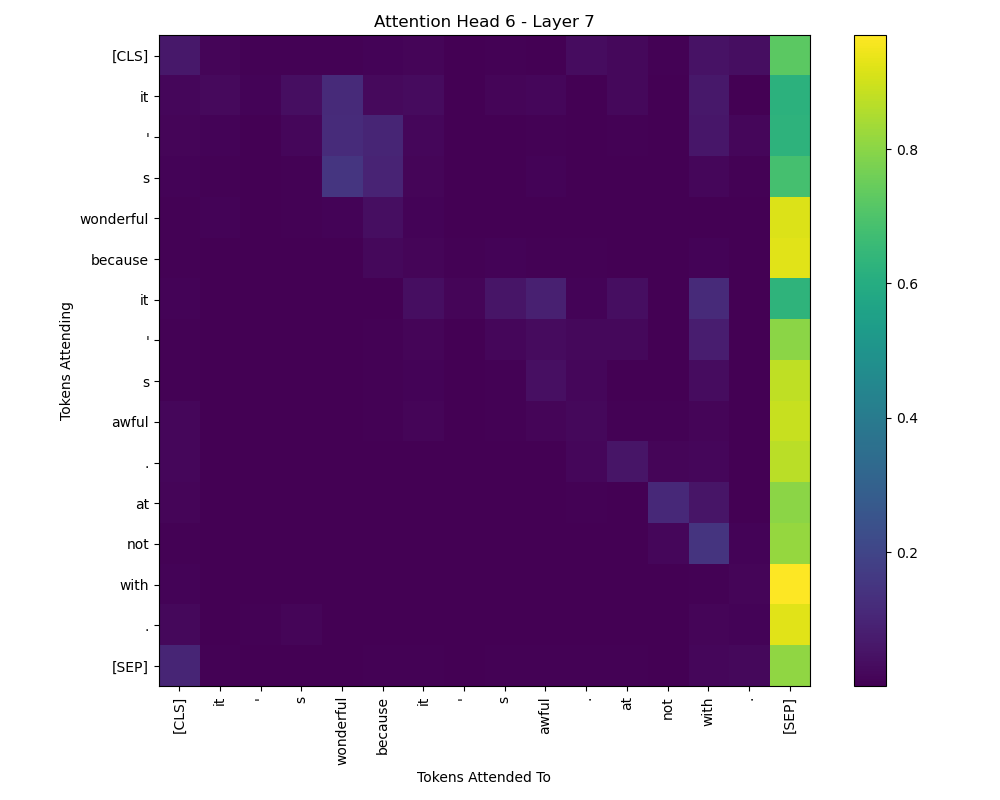 Attention Head 6 - Layer 7
Tokens Attending
[CLS]
it
'
s
wonderful
because
it
'
s
awful
.
at
not
with
.
[SEP]
[CLS]
it
'
s
wonderful
because
it
'
s
awful
.
at
not
with
.
[SEP]
Tokens Attended To
0.8
0.6
0.4
0.2